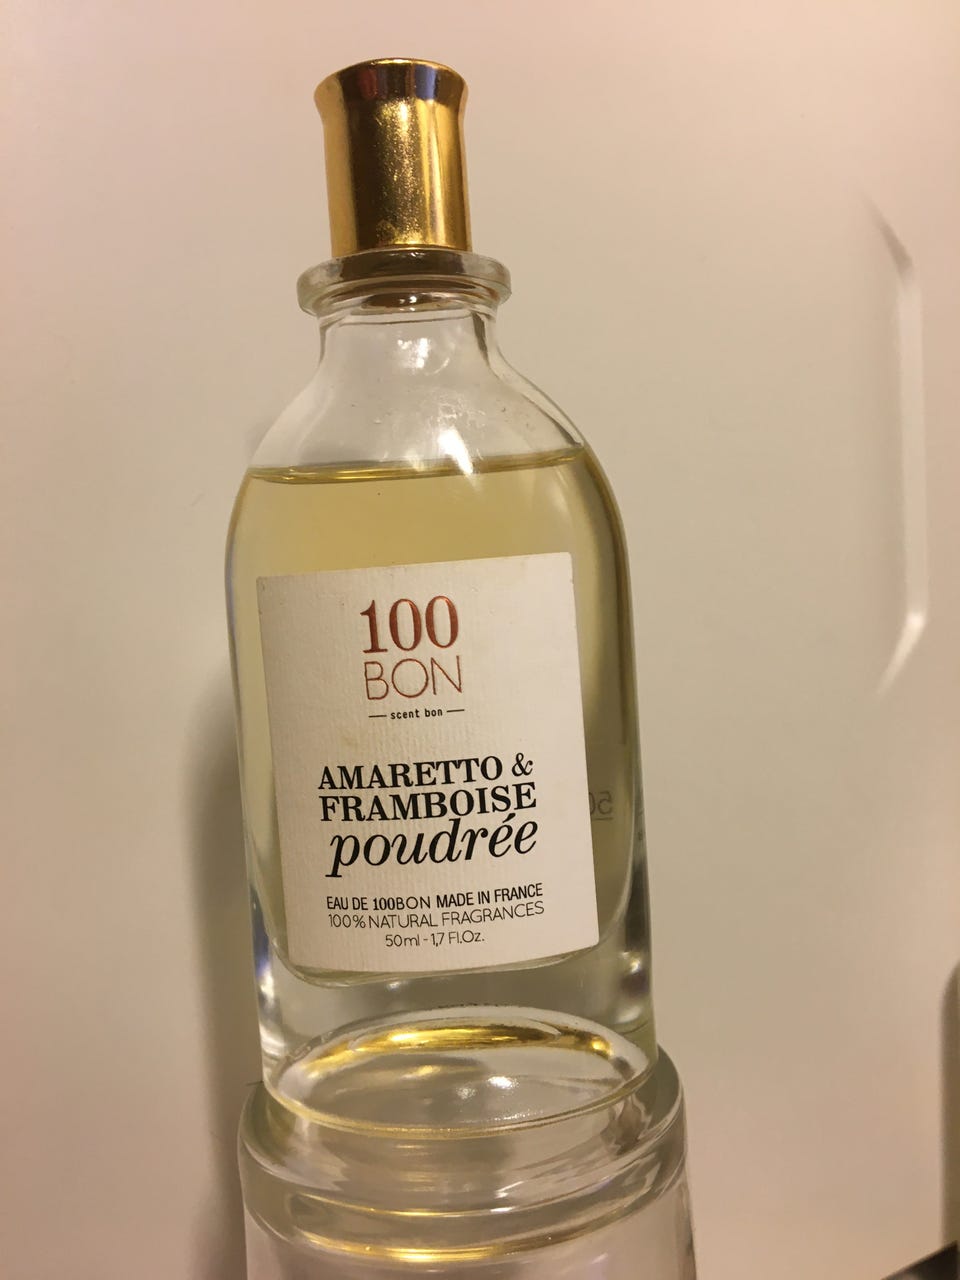 100
BON
scent bon
AMARETTO &
FRAMBOISE
poudrée
EAU DE 100BON MADE IN FRANCE
100% NATURAL FRAGRANCES
50ml - 1,7 Fl.Oz.